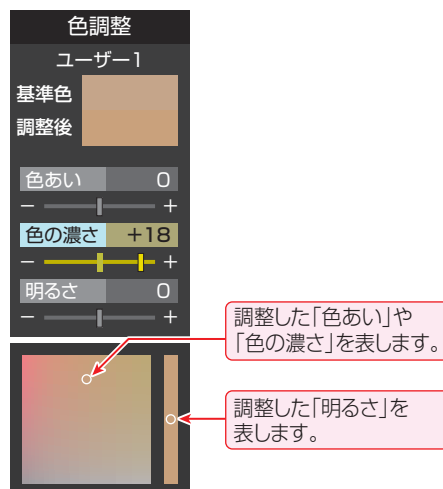 色調整
ユーザー1
基準色
調整後
色あい 0
− +
色の濃さ +18
− +
明るさ 0
− +
調整した「色あい」や
「色の濃さ」を表します。
調整した「明るさ」を
表します。